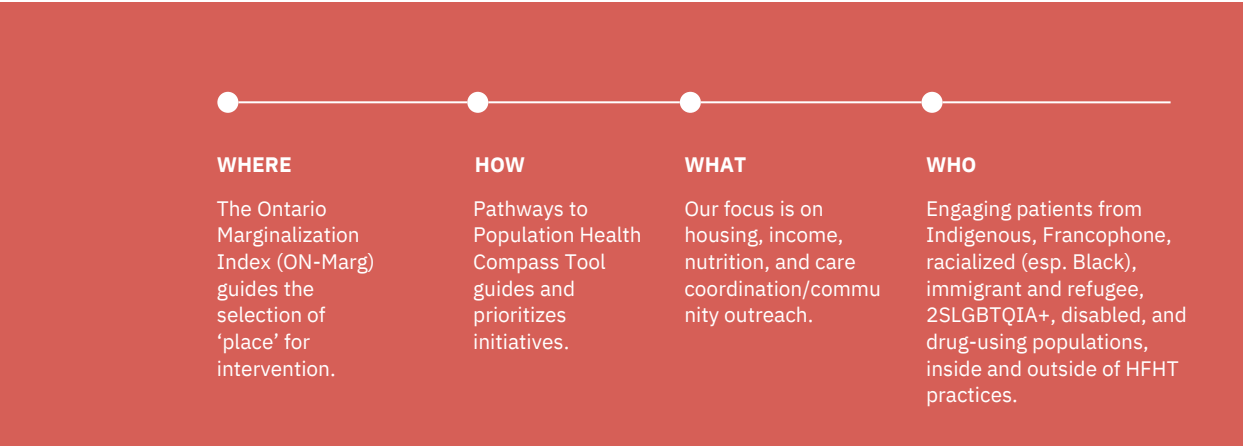 WHERE
The Ontario
Marginalization
Index (ON-Marg)
guides the
selection of
‘place’ for
intervention.
HOW
Pathways to
Population Health
Compass Tool
guides and
prioritizes
initiatives.
WHAT
Our focus is on
housing, income,
nutrition, and care
coordination/commu
nity outreach.
WHO
Engaging patients from
Indigenous, Francophone,
racialized (esp. Black),
immigrant and refugee,
2SLGBTQIA+, disabled, and
drug-using populations,
inside and outside of HFHT
practices.